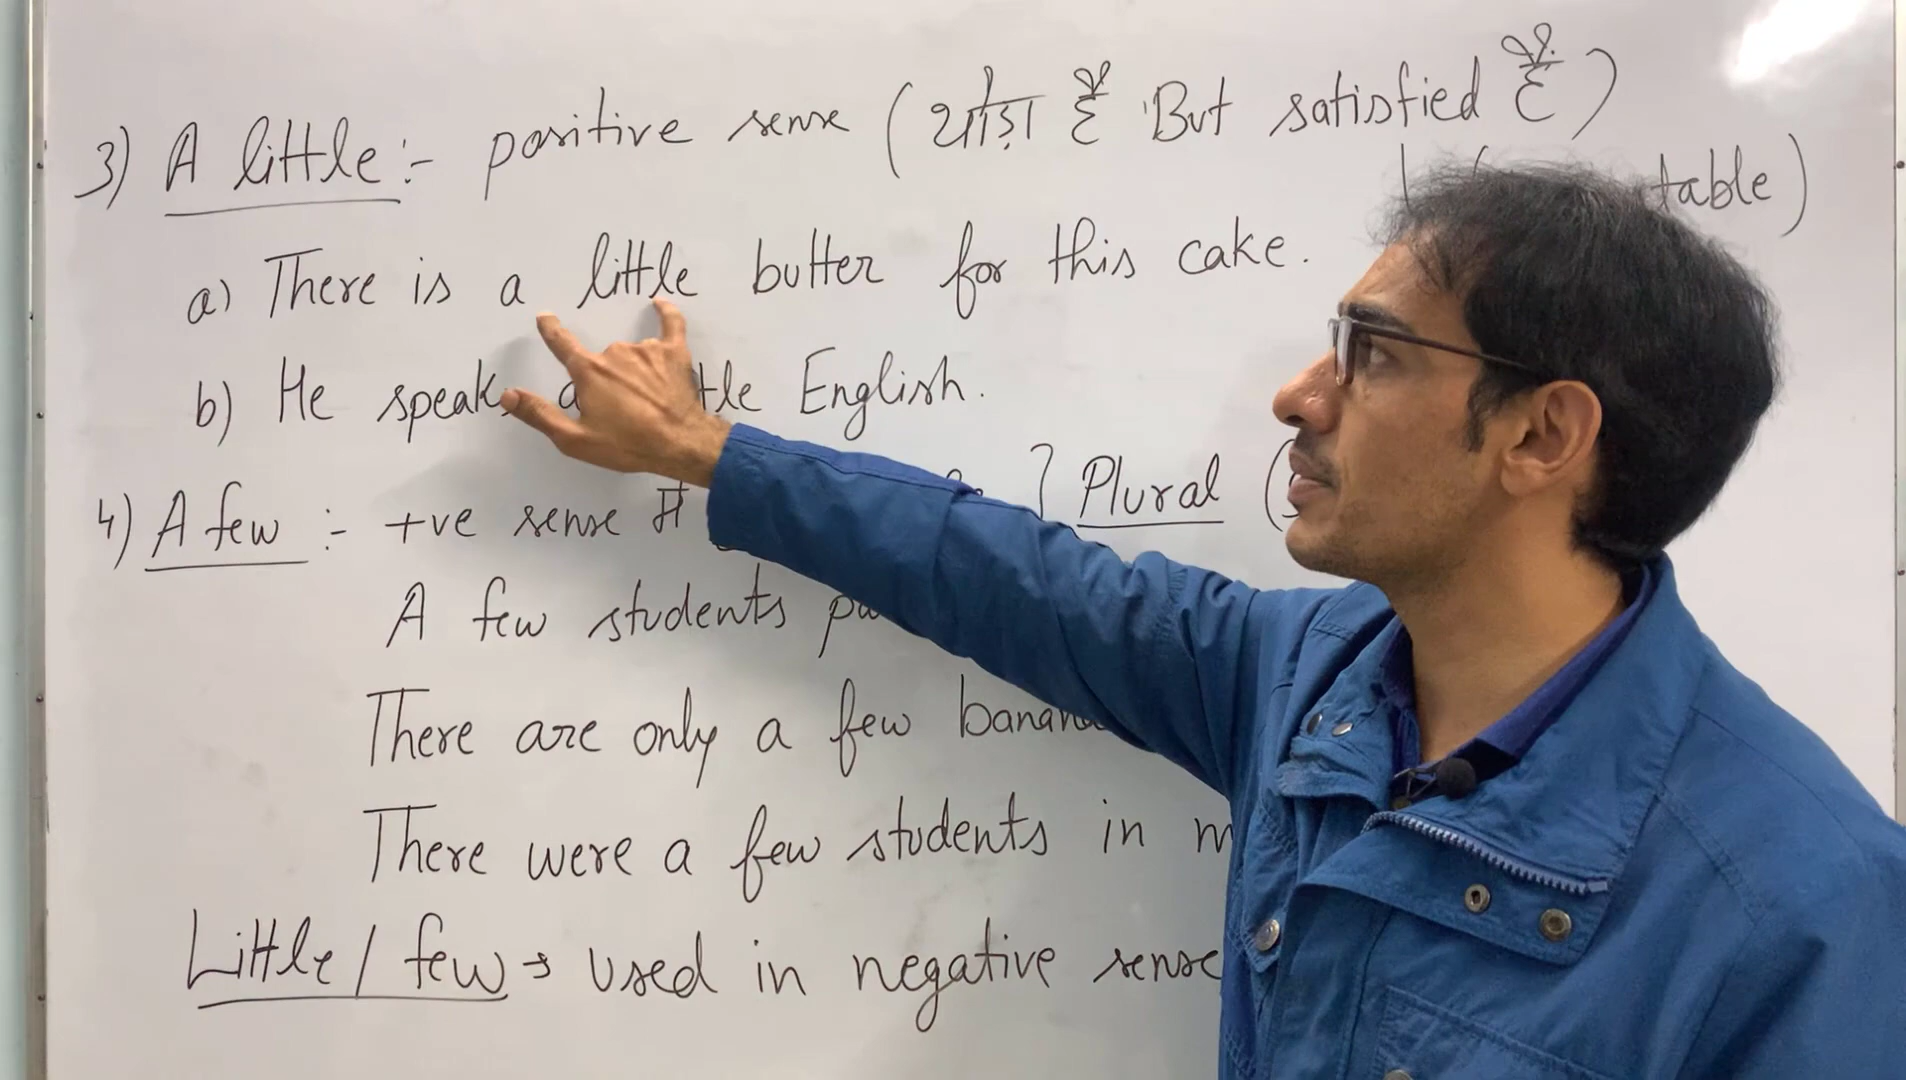 3) A little :- positive sense ( थोड़ा है But satisfied है )
table)
a) There is a little butter for this cake.
b) He speaks English.
4) A few :- +ve sense में Plural (
A few students
There are only a few
There were a few students in
Little / few → used in negative sense